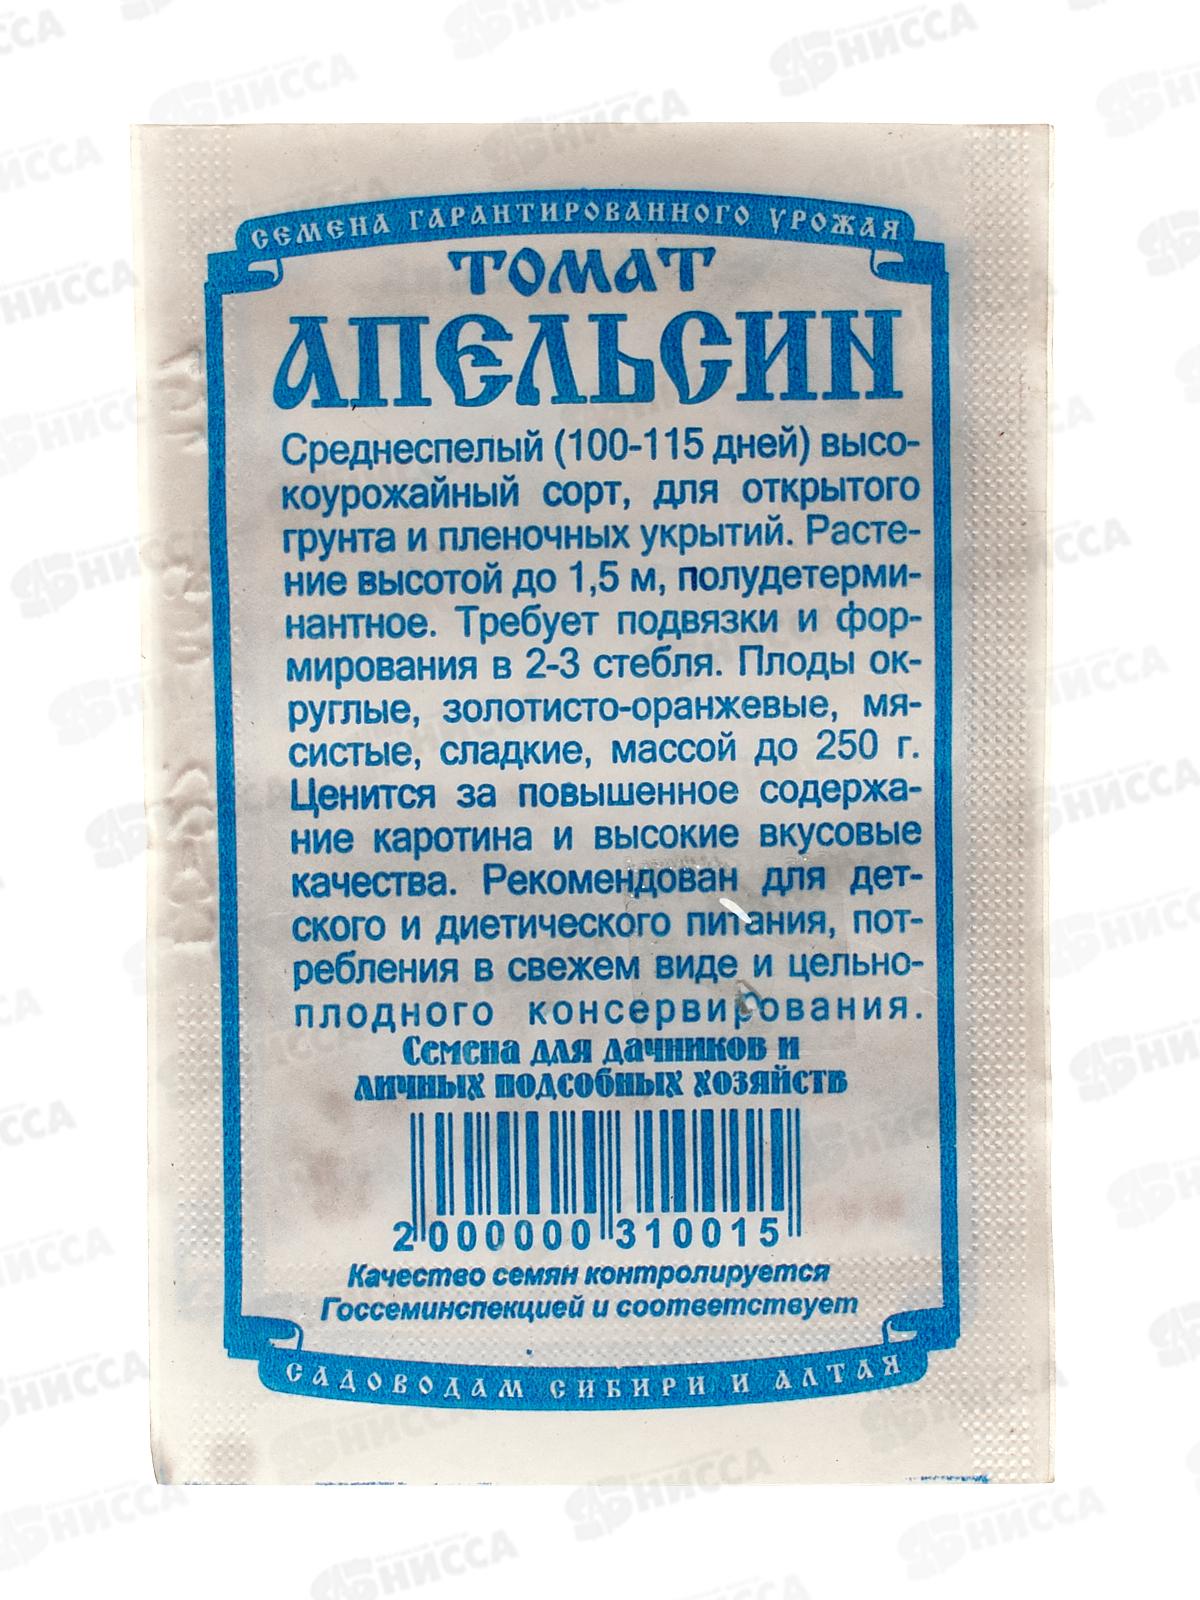 СЕМЕНА ГАРАНТИРОВАННОГО УРОЖАЯ
ТОМАТ
АПЕЛЬСИН
Среднеспелый (100-115 дней) высо-
коурожайный сорт, для открытого
грунта и пленочных укрытий. Расте-
ние высотой до 1,5 м, полудетерми-
нантное. Требует подвязки и фор-
мирования в 2-3 стебля. Плоды ок-
руглые, золотисто-оранжевые, мя-
систые, сладкие, массой до 250 г.
Ценится за повышенное содержа-
ние каротина и высокие вкусовые
качества. Рекомендован для дет-
ского и диетического питания, пот-
ребления в свежем виде и цельно-
плодного консервирования.
Семена для дачников и
личных подсобных хозяйств
2 000000 310015
Качество семян контролируется
Госсеминспекцией и соответствует
САДОВОДАМ СИБИРИ И АЛТАЯ